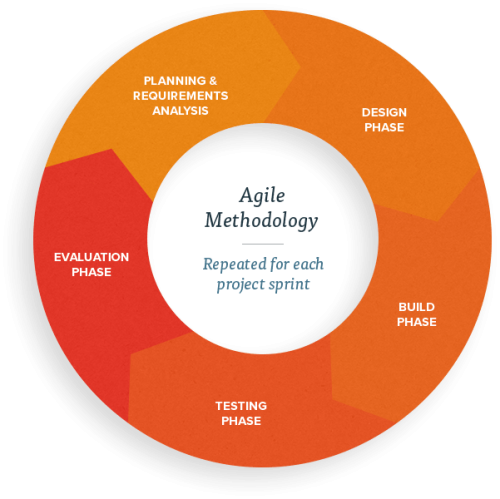 PLANNING &
REQUIREMENTS
ANALYSIS
DESIGN
PHASE
Agile
Methodology
Repeated for each
project sprint
EVALUATION
PHASE
BUILD
PHASE
TESTING
PHASE